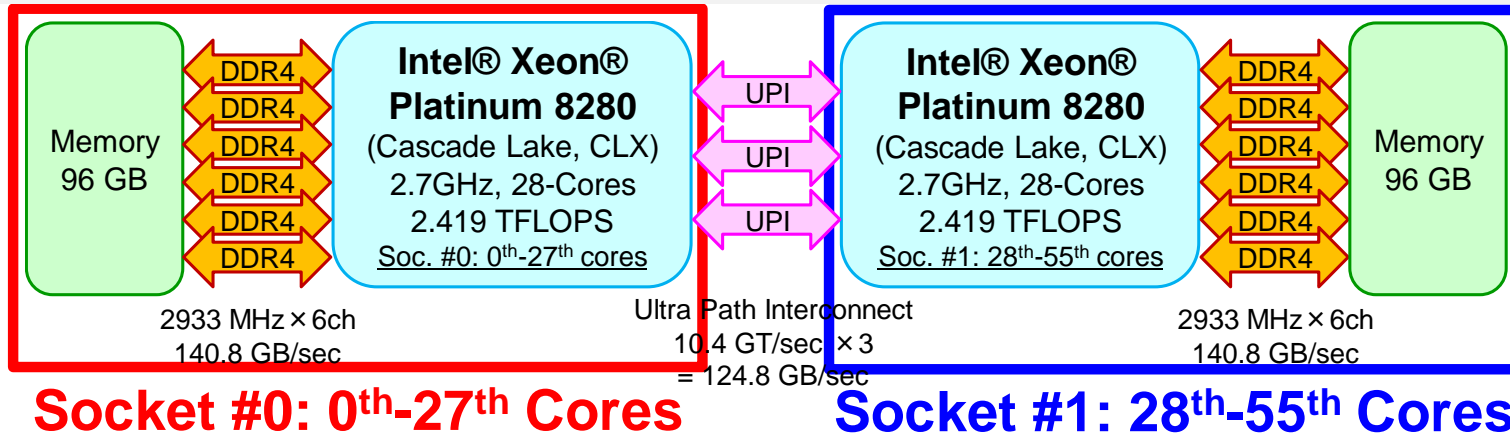 Memory
96 GB
DDR4
DDR4
DDR4
DDR4
DDR4
DDR4
Intel® Xeon®
Platinum 8280
(Cascade Lake, CLX)
2.7GHz, 28-Cores
2.419 TFLOPS
Soc. #0: 0th-27th cores
2933 MHz×6ch
140.8 GB/sec
UPI
UPI
UPI
Ultra Path Interconnect
10.4 GT/sec ×3
= 124.8 GB/sec
Intel® Xeon®
Platinum 8280
(Cascade Lake, CLX)
2.7GHz, 28-Cores
2.419 TFLOPS
Soc. #1: 28th-55th cores
DDR4
DDR4
DDR4
DDR4
DDR4
DDR4
Memory
96 GB
2933 MHz×6ch
140.8 GB/sec
Socket #0: 0th-27th Cores
Socket #1: 28th-55th Cores